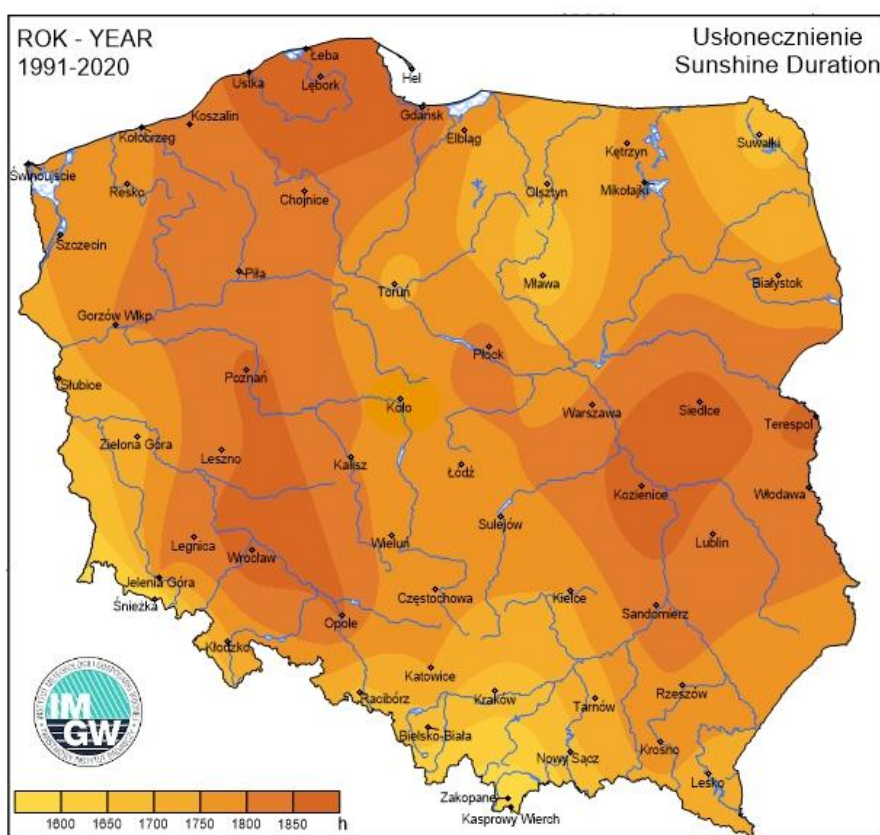 ROK - YEAR
1991-2020
Usłonecznienie
Sunshine Duration
Łeba
Hel
Ustka
Lębork
Gdańsk
Koszalin
Kołobrzeg
Elbląg
Suwałki
Kętrzyn
Świnoujście
Resko
Chojnice
Olsztyn
Mikołajki
Szczecin
Piła
Toruń
Mława
Białystok
Gorzów Wlkp.
Płock
Słubice
Poznań
Koło
Warszawa
Siedlce
Terespol
Zielona Góra
Leszno
Kalisz
Łódź
Kozienice
Włodawa
Sulejów
Legnica
Wrocław
Wieluń
Lublin
Jelenia Góra
Śnieżka
Częstochowa
Kielce
Sandomierz
Opole
Kłodzko
Katowice
Racibórz
Kraków
Tarnów
Rzeszów
Bielsko-Biała
Nowy Sącz
Krosno
Lesko
Zakopane
Kasprowy Wierch
IM
GW
1600 1650 1700 1750 1800 1850 h